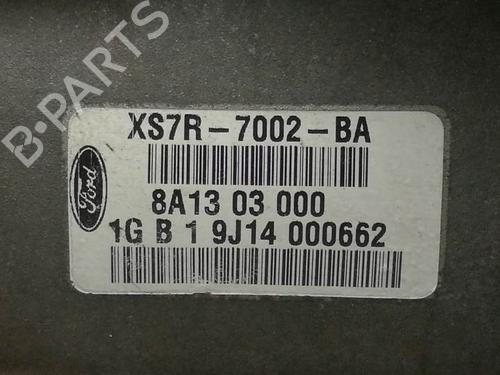 B-PARTS
XS7R-7002-BA
Ford
8A13 03 000
1G B 1 9J14 000662